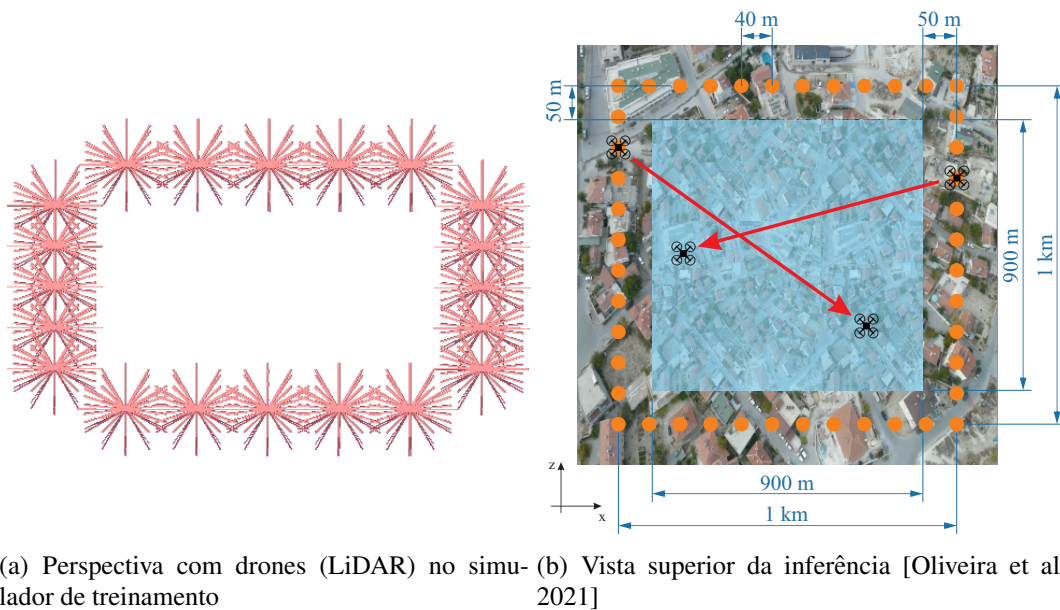 40 m
50 m
50 m
900 m
1 km
z
x
900 m
1 km
(a) Perspectiva com drones (LiDAR) no simu-
lador de treinamento
(b) Vista superior da inferência [Oliveira et al
2021]